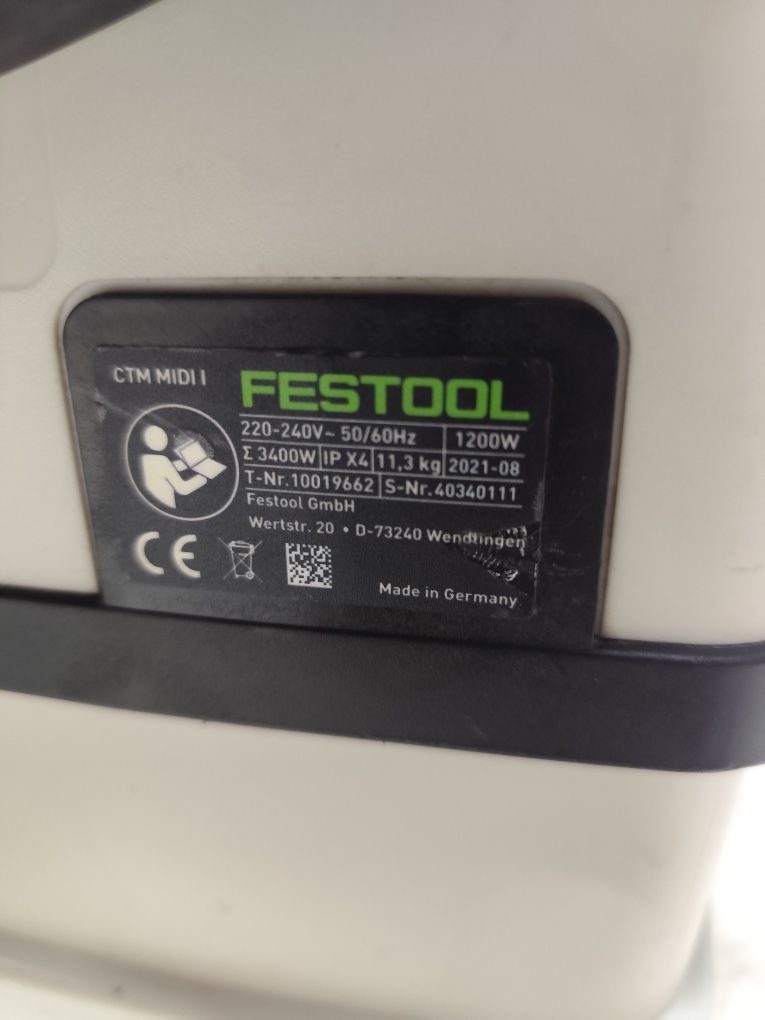 CTM MIDI I
FESTOOL
220-240V~ 50/60Hz 1200W
Σ 3400W IP X4 11,3 kg 2021-08
T-Nr.10019662 S-Nr.40340111
Festool GmbH
Wertstr. 20 • D-73240 Wendlingen
CE
Made in Germany